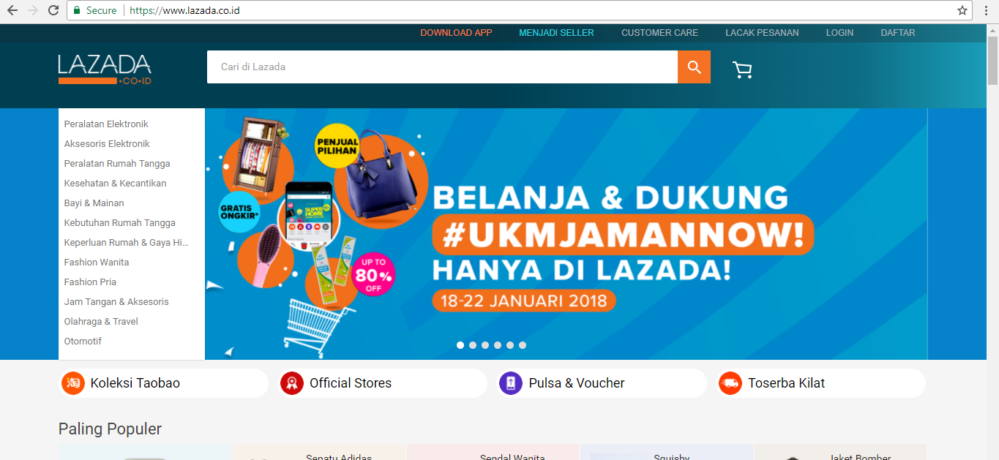 Secure
https://www.lazada.co.id
DOWNLOAD APP MENJADI SELLER CUSTOMER CARE LACAK PESANAN LOGIN DAFTAR
LAZADA
•CO•ID
Cari di Lazada
Peralatan Elektronik
Aksesoris Elektronik
Peralatan Rumah Tangga
Kesehatan & Kecantikan
Bayi & Mainan
Kebutuhan Rumah Tangga
Keperluan Rumah & Gaya Hi...
Fashion Wanita
Fashion Pria
Jam Tangan & Aksesoris
Olahraga & Travel
Otomotif
PENJUAL
PILIHAN
GRATIS
ONGKIR*
SUPER
HOME
UP TO
80%
OFF
BELANJA & DUKUNG
#UKMJAMANNOW!
HANYA DI LAZADA!
18-22 JANUARI 2018
Koleksi Taobao
Official Stores
Pulsa & Voucher
Toserba Kilat
Paling Populer
Sepatu Adidas
Sendal Wanita
Squishy
Jaket Bomber